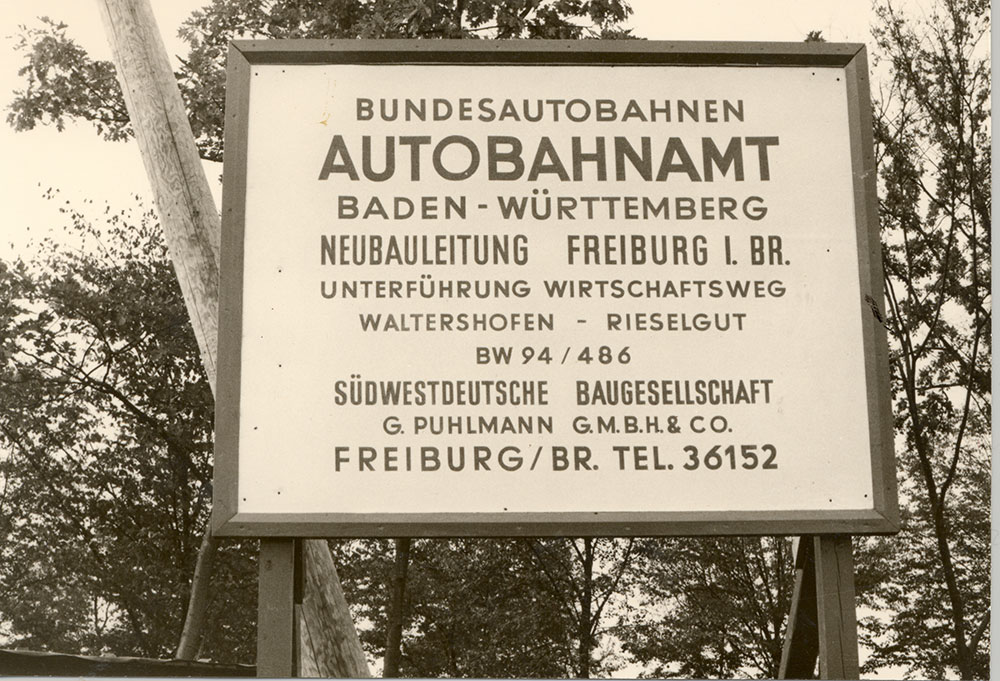 BUNDESAUTOBAHNEN
AUTOBAHNAMT
BADEN - WÜRTTEMBERG
NEUBAULEITUNG FREIBURG I. BR.
UNTERFÜHRUNG WIRTSCHAFTSWEG
WALTERSHOFEN - RIESELGUT
BW 94 / 486
SÜDWESTDEUTSCHE BAUGESELLSCHAFT
G. PUHLMANN G.M.B.H. & CO.
FREIBURG / BR. TEL. 36152